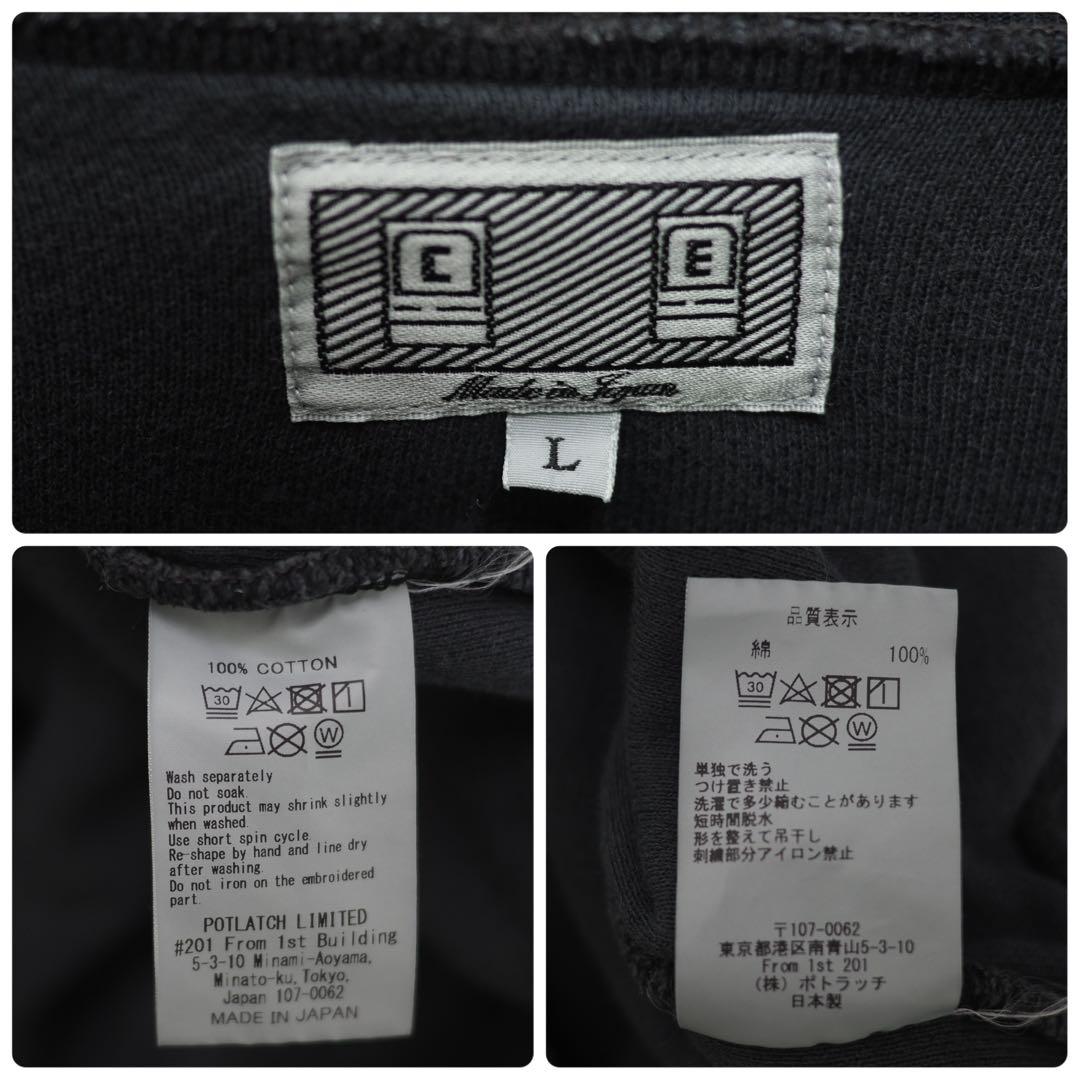 C E
Made in Japan
L
100% COTTON
30
W
Wash separately
Do not soak.
This product may shrink slightly
when washed.
Use short spin cycle.
Re-shape by hand and line dry
after washing.
Do not iron on the embroidered
part.
POTLATCH LIMITED
#201 From 1st Building
5-3-10 Minami-Aoyama,
Minato-ku, Tokyo,
Japan 107-0062
MADE IN JAPAN
品質表示
綿 100%
30
W
単独で洗う
つけ置き禁止
洗濯で多少縮むことがあります
短時間脱水
形を整えて吊干し
刺繍部分アイロン禁止
〒107-0062
東京都港区南青山5-3-10
From 1st 201
(株) ポトラッチ
日本製